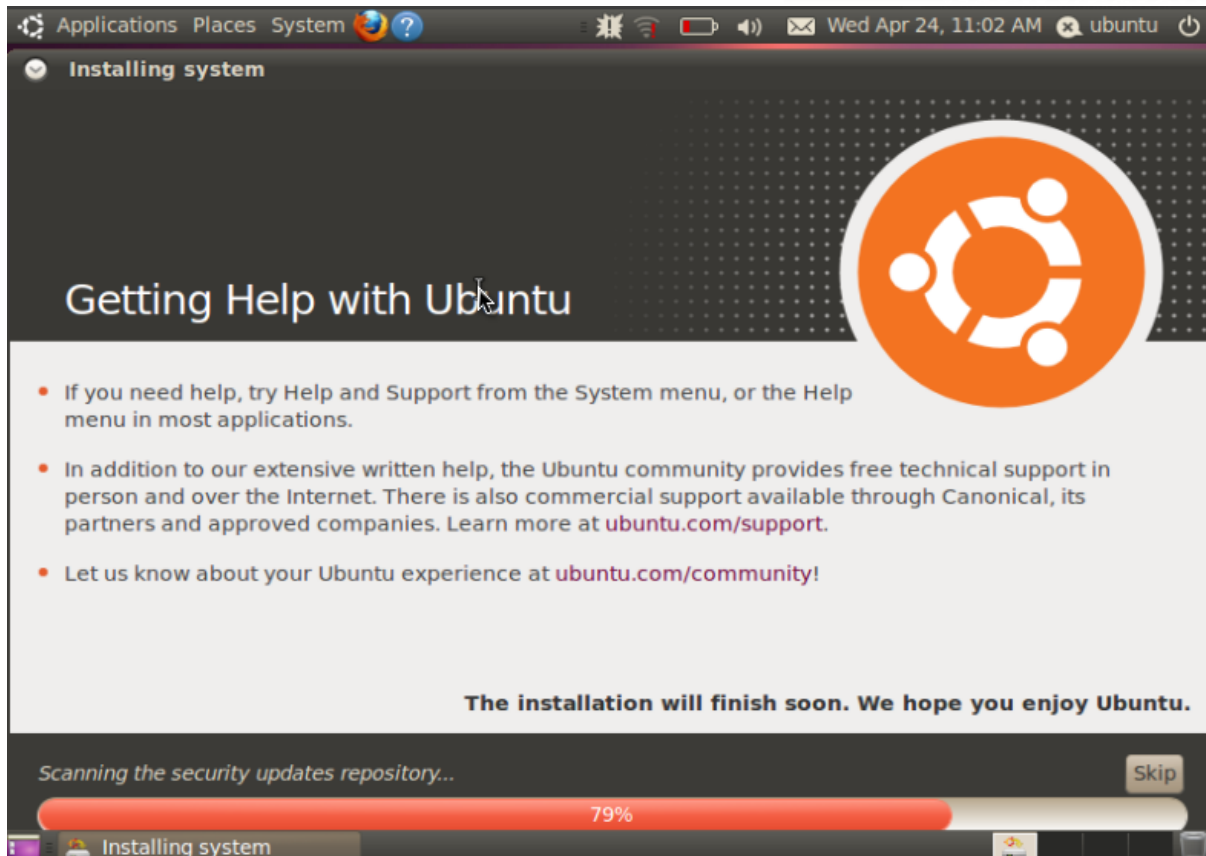 Applications Places System ? Wed Apr 24, 11:02 AM ubuntu
Installing system
Getting Help with Ubuntu
If you need help, try Help and Support from the System menu, or the Help
menu in most applications.
In addition to our extensive written help, the Ubuntu community provides free technical support in
person and over the Internet. There is also commercial support available through Canonical, its
partners and approved companies. Learn more at ubuntu.com/support.
Let us know about your Ubuntu experience at ubuntu.com/community!
The installation will finish soon. We hope you enjoy Ubuntu.
Scanning the security updates repository...
Skip
79%
Installing system